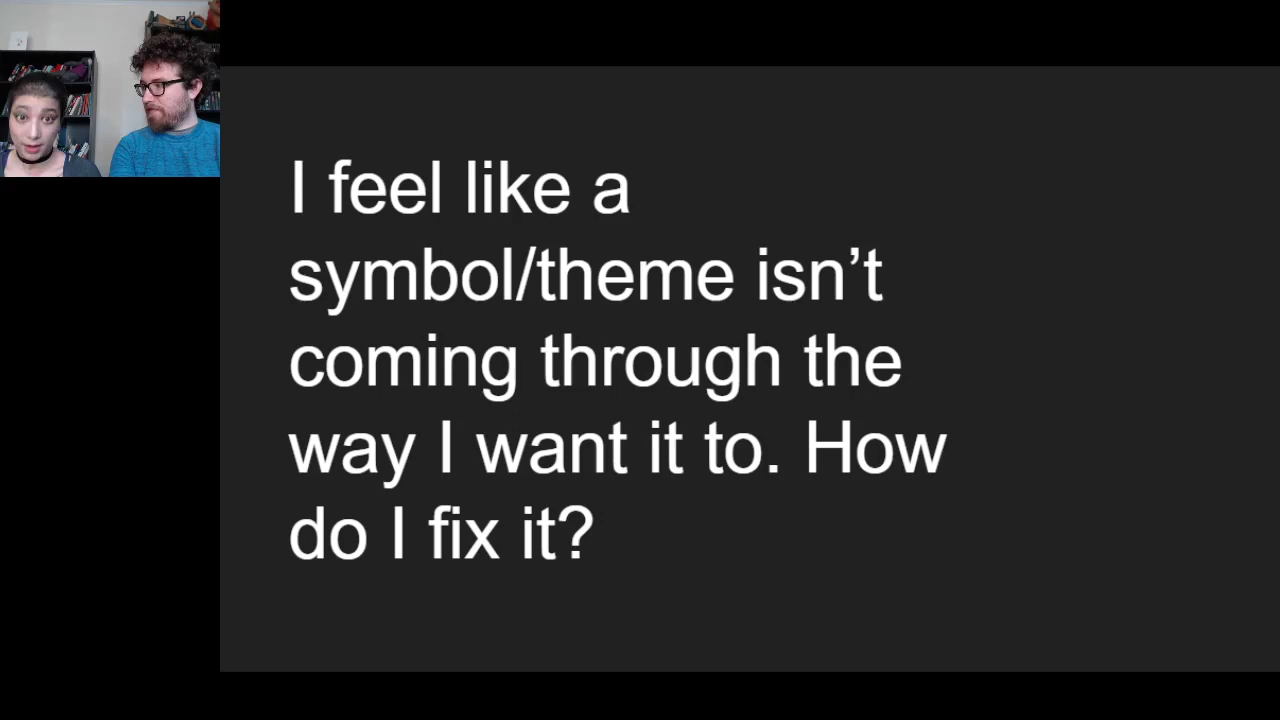 I feel like a
symbol/theme isn’t
coming through the
way I want it to. How
do I fix it?